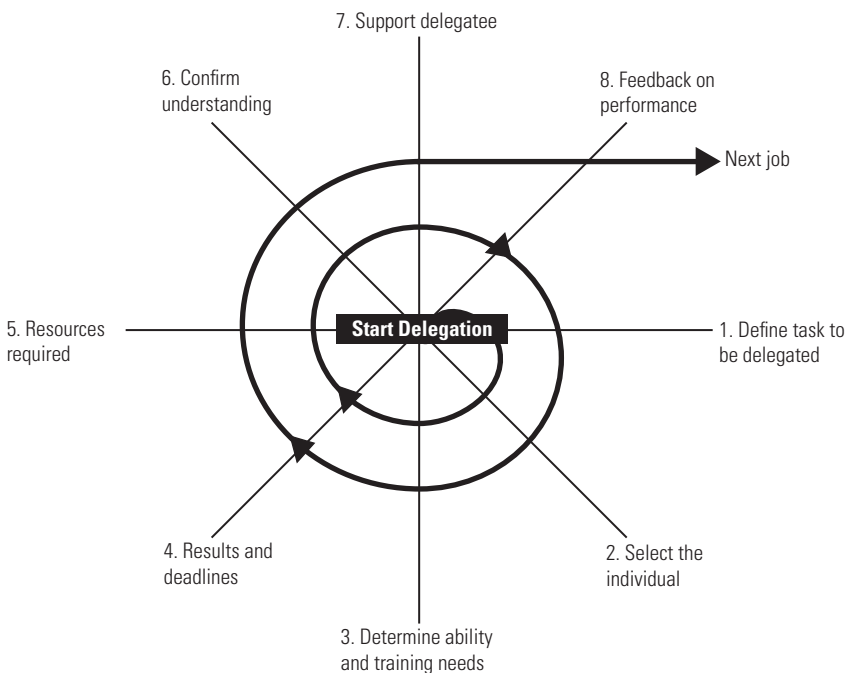 7. Support delegatee
6. Confirm
understanding
8. Feedback on
performance
Next job
5. Resources
required
Start Delegation
1. Define task to
be delegated
4. Results and
deadlines
2. Select the
individual
3. Determine ability
and training needs